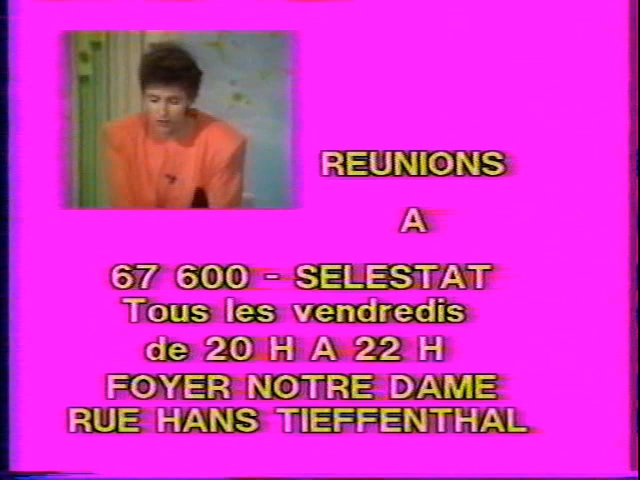 REUNIONS
A
67 600 - SELESTAT
Tous les vendredis
de 20 H A 22 H
FOYER NOTRE DAME
RUE HANS TIEFFENTHAL